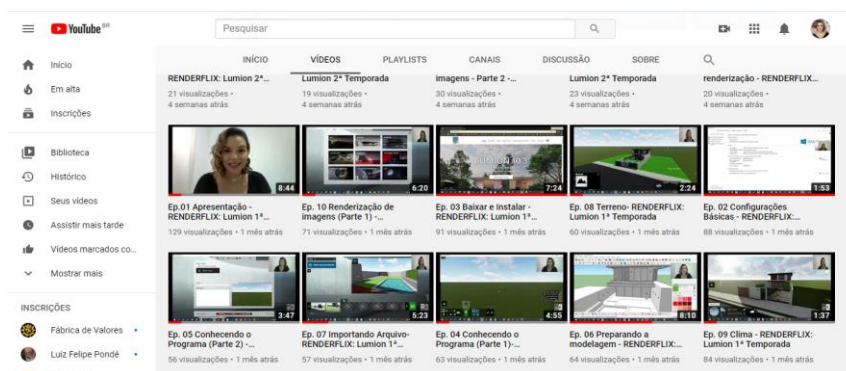 YouTube BR
Pesquisar
Início
Em alta
Inscrições
Biblioteca
Histórico
Seus vídeos
Assistir mais tarde
Vídeos marcados co...
Mostrar mais
INSCRIÇÕES
Fábrica de Valores
Luiz Felipe Pondé
INÍCIO VÍDEOS PLAYLISTS CANAIS DISCUSSÃO SOBRE
RENDERFLIX: Lumion 2ª...
21 visualizações •
4 semanas atrás
Lumion 2ª Temporada
19 visualizações •
4 semanas atrás
imagens - Parte 2 -...
30 visualizações •
4 semanas atrás
Lumion 2ª Temporada
23 visualizações •
4 semanas atrás
renderização - RENDERFLIX...
20 visualizações •
4 semanas atrás
8:44
Ep.01 Apresentação -
RENDERFLIX: Lumion 1ª...
129 visualizações • 1 mês atrás
6:20
Ep. 10 Renderização de
imagens (Parte 1) -...
71 visualizações • 1 mês atrás
LUMION 10.3
7:24
Ep. 03 Baixar e Instalar -
RENDERFLIX: Lumion 1ª...
91 visualizações • 1 mês atrás
2:24
Ep. 08 Terreno- RENDERFLIX:
Lumion 1ª Temporada
60 visualizações • 1 mês atrás
1:53
Ep. 02 Configurações
Básicas - RENDERFLIX:...
88 visualizações • 1 mês atrás
3:47
Ep. 05 Conhecendo o
Programa (Parte 2) -...
56 visualizações • 1 mês atrás
5:23
Ep. 07 Importando Arquivo-
RENDERFLIX: Lumion 1ª...
57 visualizações • 1 mês atrás
4:55
Ep. 04 Conhecendo o
Programa (Parte 1)-...
63 visualizações • 1 mês atrás
8:10
Ep. 06 Preparando a
modelagem - RENDERFLIX:...
64 visualizações • 1 mês atrás
1:37
Ep. 09 Clima - RENDERFLIX:
Lumion 1ª Temporada
84 visualizações • 1 mês atrás